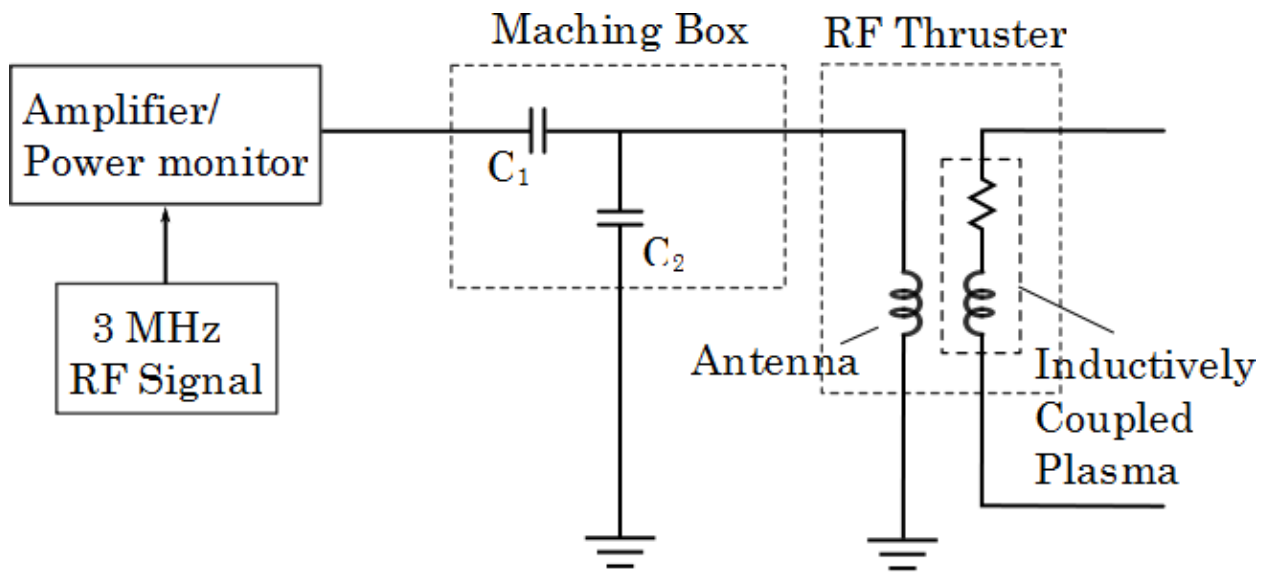 Maching Box
RF Thruster
Amplifier/
Power monitor
C₁
C₂
3 MHz
RF Signal
Antenna
Inductively
Coupled
Plasma